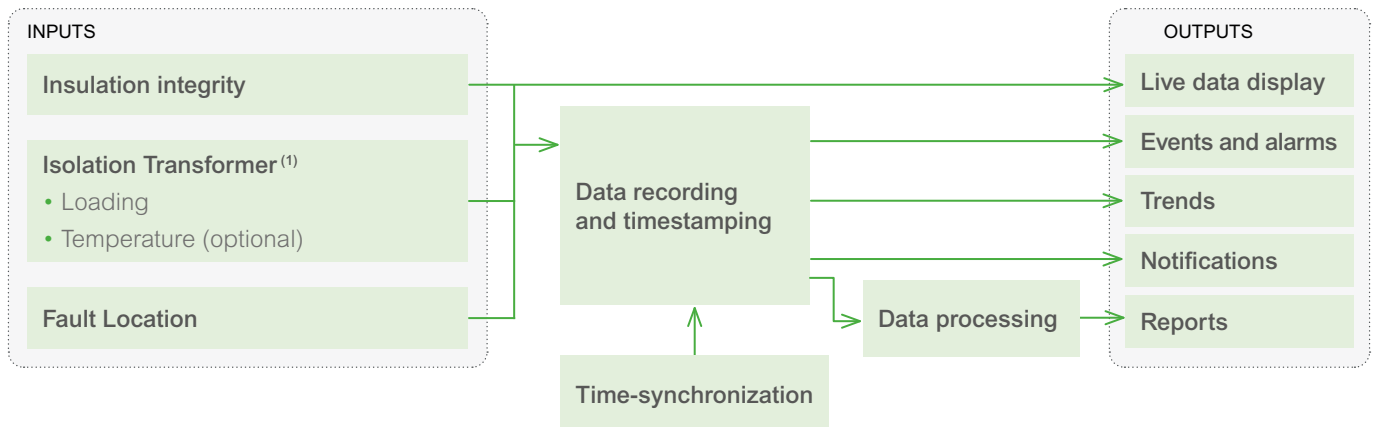 INPUTS
Insulation integrity
Isolation Transformer (1)
• Loading
• Temperature (optional)
Fault Location
Data recording
and timestamping
Time-synchronization
Data processing
OUTPUTS
Live data display
Events and alarms
Trends
Notifications
Reports